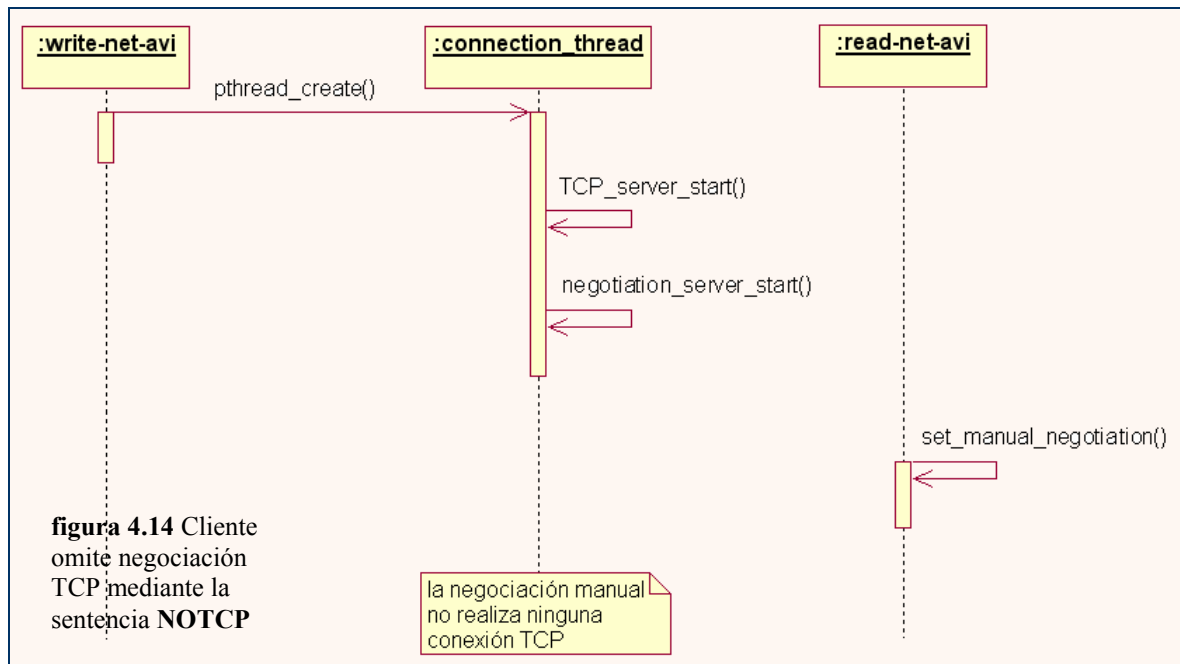 :write-net-avi
:connection_thread
:read-net-avi
pthread_create()
TCP_server_start()
negotiation_server_start()
set_manual_negotiation()
figura 4.14 Cliente
omite negociación
TCP mediante la
sentencia NOTCP
la negociación manual
no realiza ninguna
conexión TCP